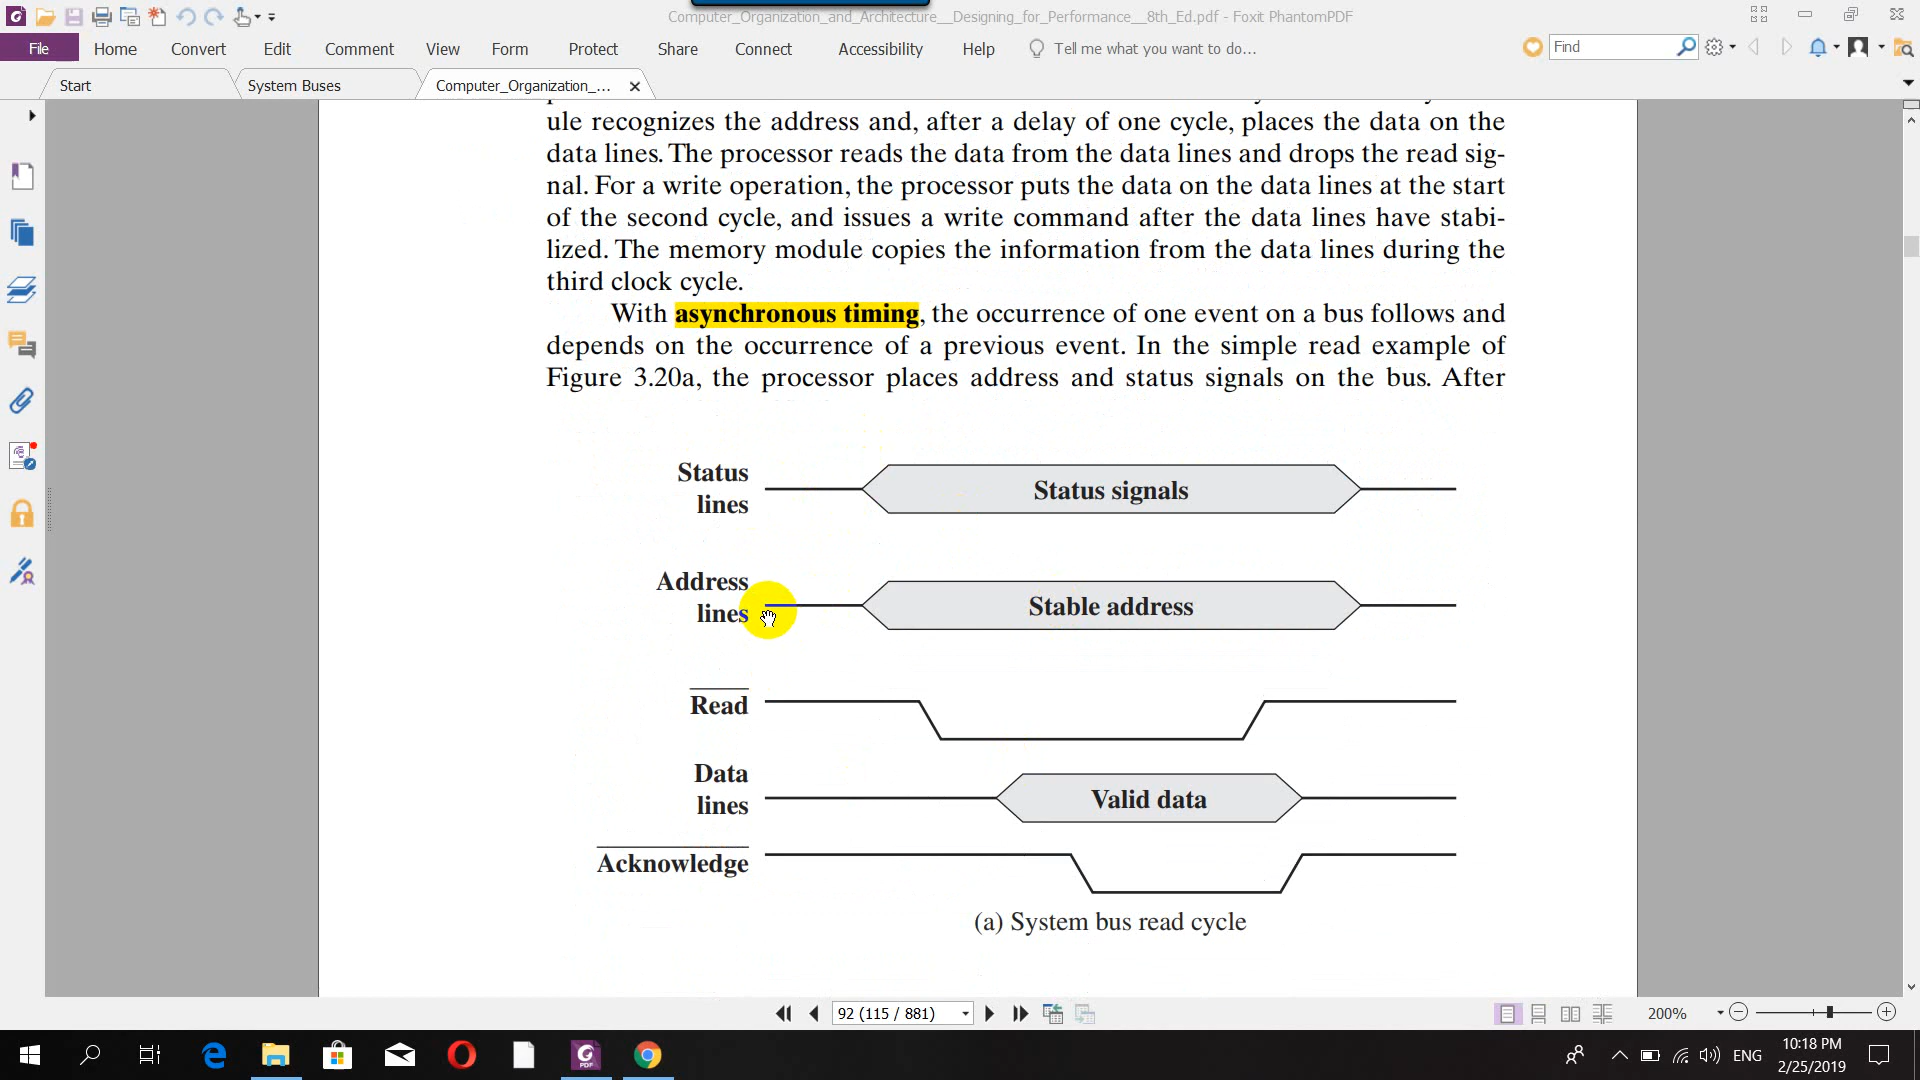 Computer_Organization_and_Architecture__Designing_for_Performance__8th_Ed.pdf - Foxit PhantomPDF
File Home Convert Edit Comment View Form Protect Share Connect Accessibility Help Tell me what you want to do... Find
Start System Buses Computer_Organization_...
ule recognizes the address and, after a delay of one cycle, places the data on the
data lines. The processor reads the data from the data lines and drops the read sig-
nal. For a write operation, the processor puts the data on the data lines at the start
of the second cycle, and issues a write command after the data lines have stabi-
lized. The memory module copies the information from the data lines during the
third clock cycle.
With asynchronous timing, the occurrence of one event on a bus follows and
depends on the occurrence of a previous event. In the simple read example of
Figure 3.20a, the processor places address and status signals on the bus. After
Status
lines
Status signals
Address
lines
Stable address
Read
Data
lines
Valid data
Acknowledge
(a) System bus read cycle
92 (115 / 881)
200%
ENG
10:18 PM
2/25/2019